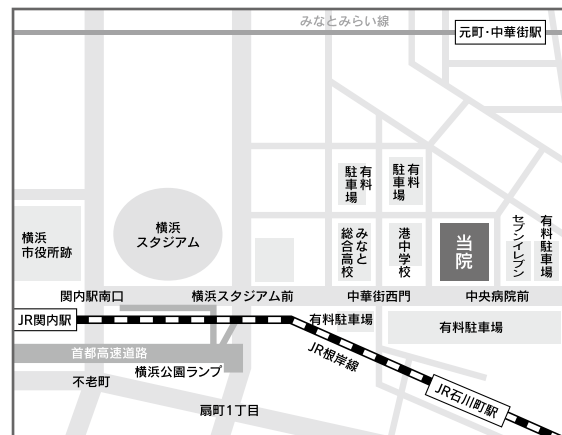 みなとみらい線
元町・中華街駅
有料
駐車場
有料
駐車場
横浜
スタジアム
横浜
市役所跡
みなと
総合高校
港中学校
当院
セブンイレブン
有料駐車場
関内駅南口
横浜スタジアム前
中華街西門
中央病院前
JR関内駅
有料駐車場
有料駐車場
首都高速道路
JR根岸線
横浜公園ランプ
不老町
JR石川町駅
扇町1丁目